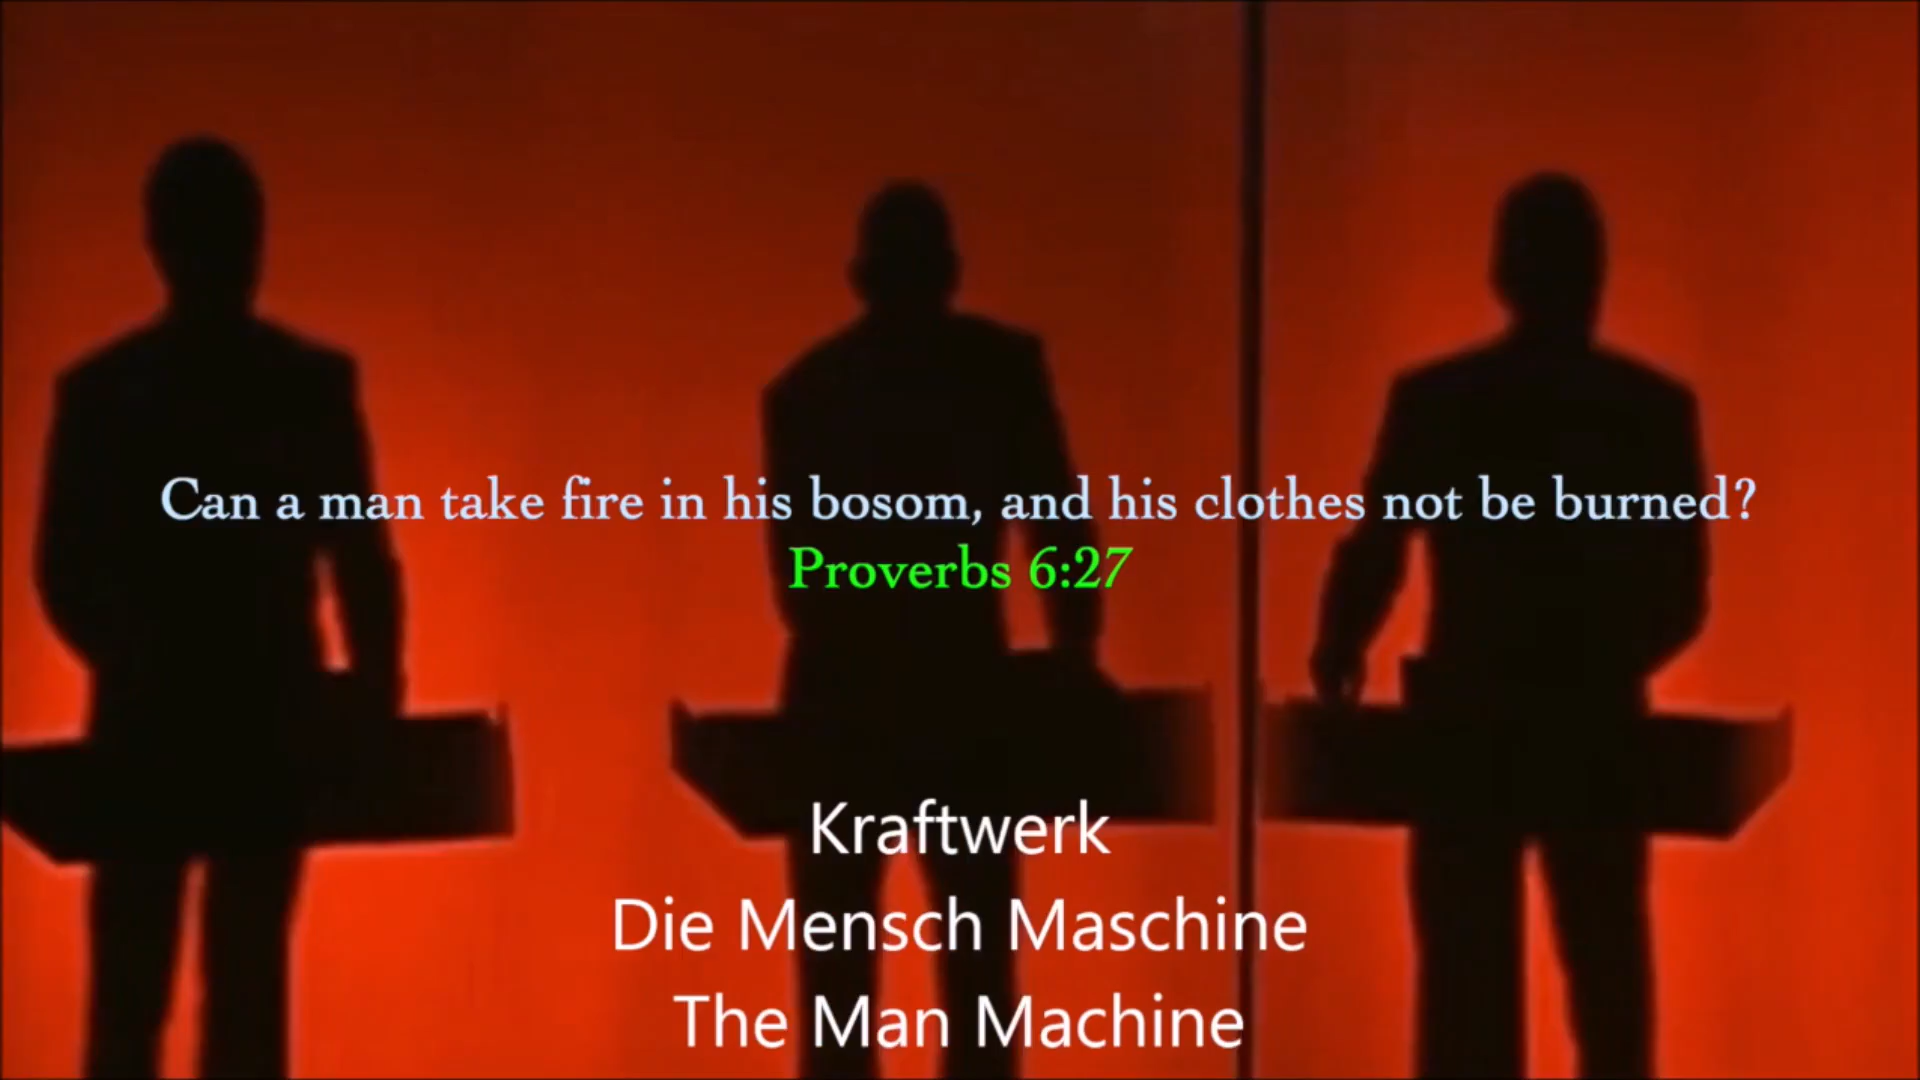 Can a man take fire in his bosom, and his clothes not be burned?
Proverbs 6:27
Kraftwerk
Die Mensch Maschine
The Man Machine